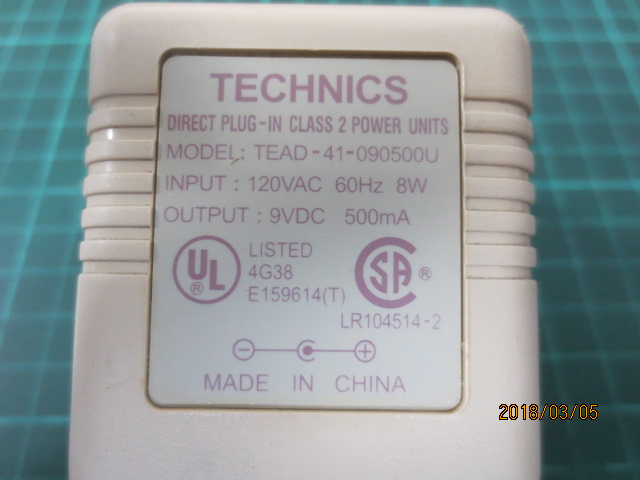 TECHNICS
DIRECT PLUG-IN CLASS 2 POWER UNITS
MODEL: TEAD-41-090500U
INPUT : 120VAC 60Hz 8W
OUTPUT : 9VDC 500mA
UL ®
LISTED
4G38
E159614(T)
SA ®
LR104514-2
MADE IN CHINA
2018/03/05